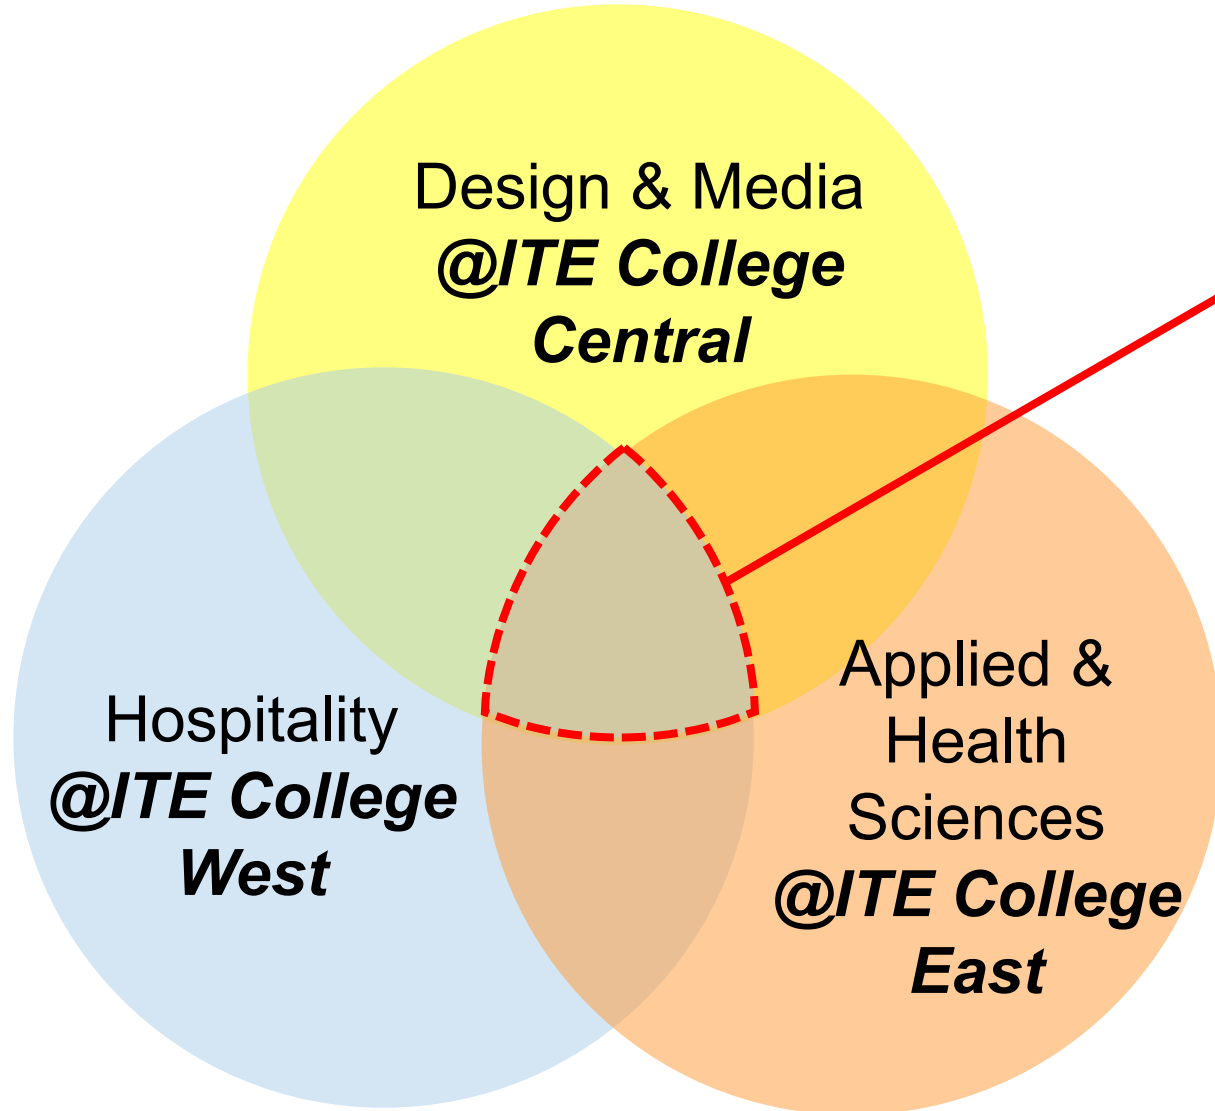 Design & Media
@ITE College
Central
Hospitality
@ITE College
West
Applied &
Health
Sciences
@ITE College
East